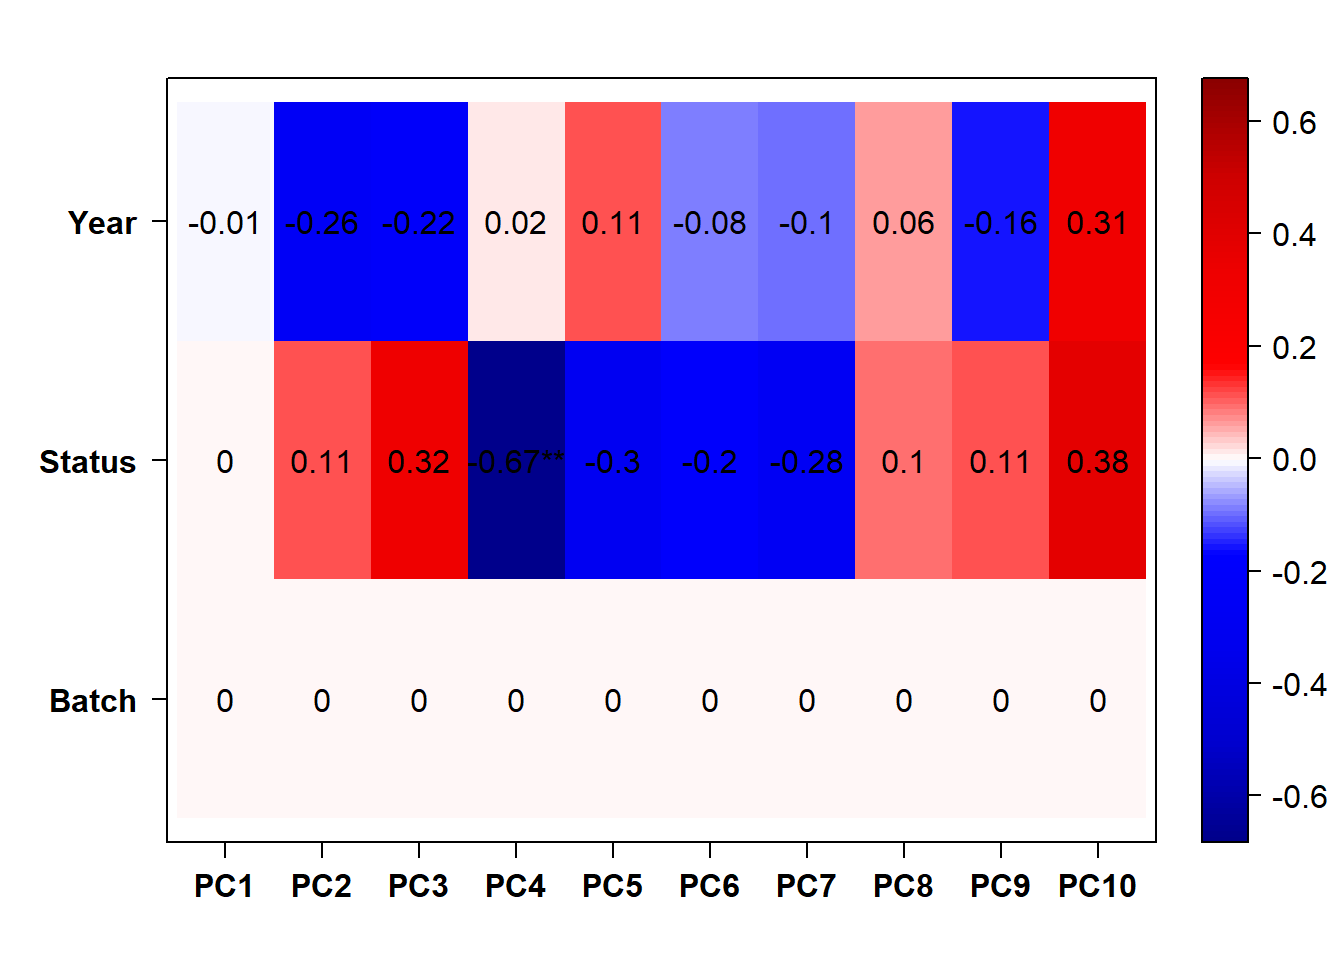 Year -0.01 -0.26 -0.22 0.02 0.11 -0.08 -0.1 0.06 -0.16 0.31
Status 0 0.11 0.32 -0.67** -0.3 -0.2 -0.28 0.1 0.11 0.38
Batch 0 0 0 0 0 0 0 0 0 0
PC1 PC2 PC3 PC4 PC5 PC6 PC7 PC8 PC9 PC10
0.6
0.4
0.2
0.0
-0.2
-0.4
-0.6